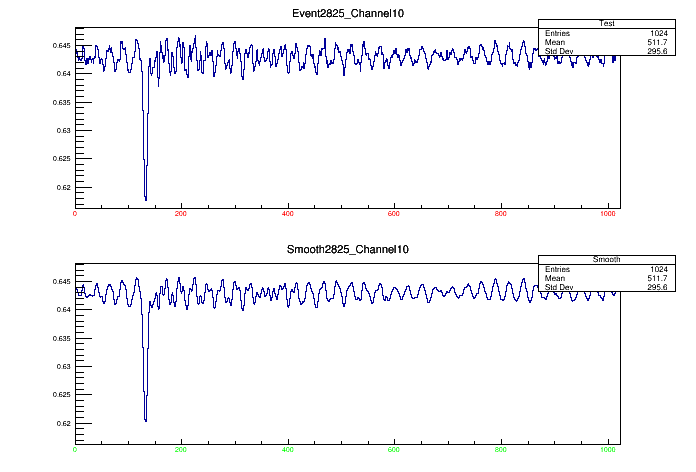 Event2825_Channel10
Test
Entries 1024
Mean 511.7
Std Dev 295.6
0.645
0.64
0.635
0.63
0.625
0.62
0 200 400 600 800 1000
Smooth2825_Channel10
Smooth
Entries 1024
Mean 511.7
Std Dev 295.6
0.645
0.64
0.635
0.63
0.625
0.62
0 200 400 600 800 1000